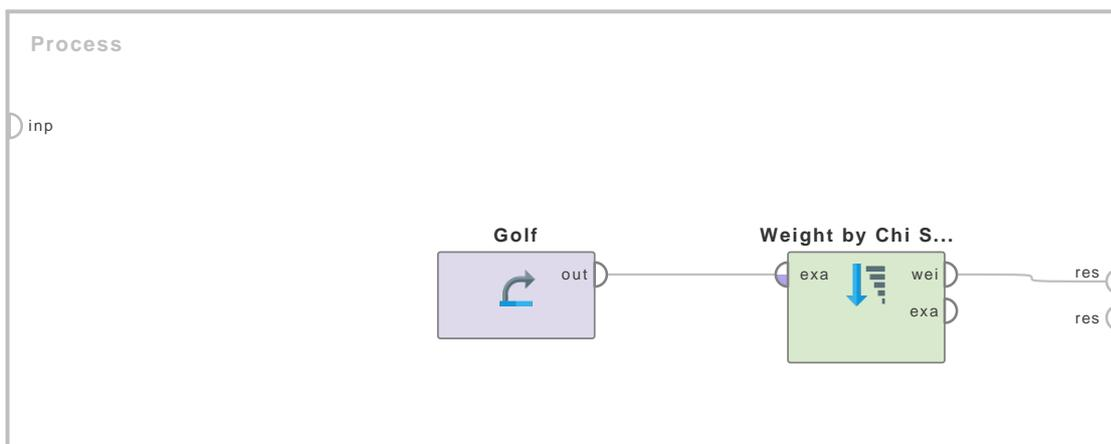 Process
inp
Golf
out
Weight by Chi S...
exa
wei
exa
res
res